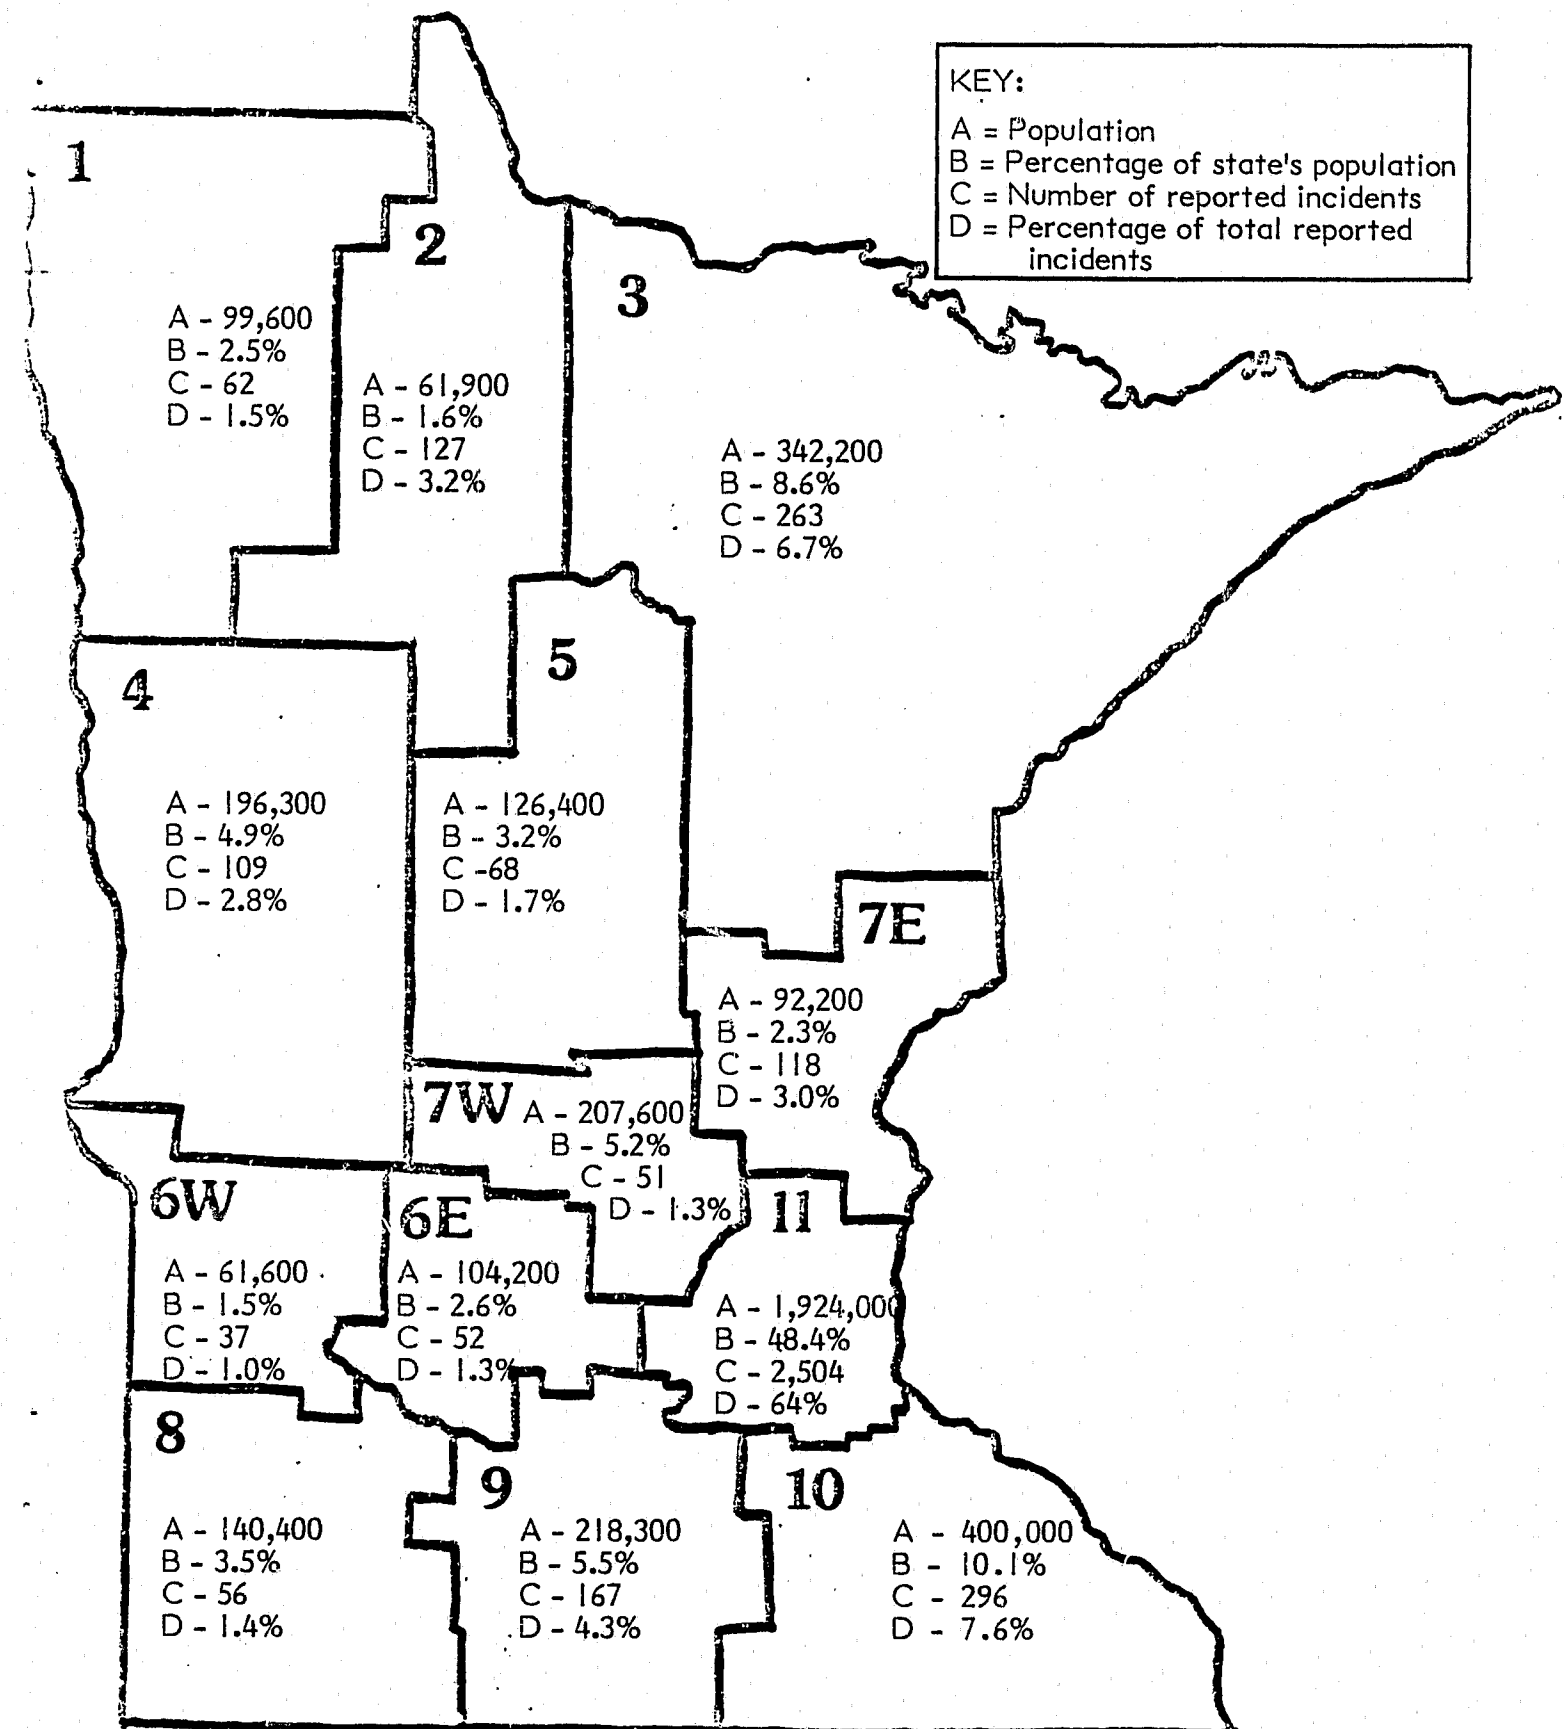 KEY:
A = Population
B = Percentage of state's population
C = Number of reported incidents
D = Percentage of total reported
incidents
1
A - 99,600
B - 2.5%
C - 62
D - 1.5%
2
A - 61,900
B - 1.6%
C - 127
D - 3.2%
3
A - 342,200
B - 8.6%
C - 263
D - 6.7%
4
A - 196,300
B - 4.9%
C - 109
D - 2.8%
5
A - 126,400
B - 3.2%
C -68
D - 1.7%
7E
A - 92,200
B - 2.3%
C - 118
D - 3.0%
7W
A - 207,600
B - 5.2%
C - 51
D - 1.3%
6W
A - 61,600
B - 1.5%
C - 37
D - 1.0%
6E
A - 104,200
B - 2.6%
C - 52
D - 1.3%
11
A - 1,924,000
B - 48.4%
C - 2,504
D - 64%
8
A - 140,400
B - 3.5%
C - 56
D - 1.4%
9
A - 218,300
B - 5.5%
C - 167
D - 4.3%
10
A - 400,000
B - 10.1%
C - 296
D - 7.6%